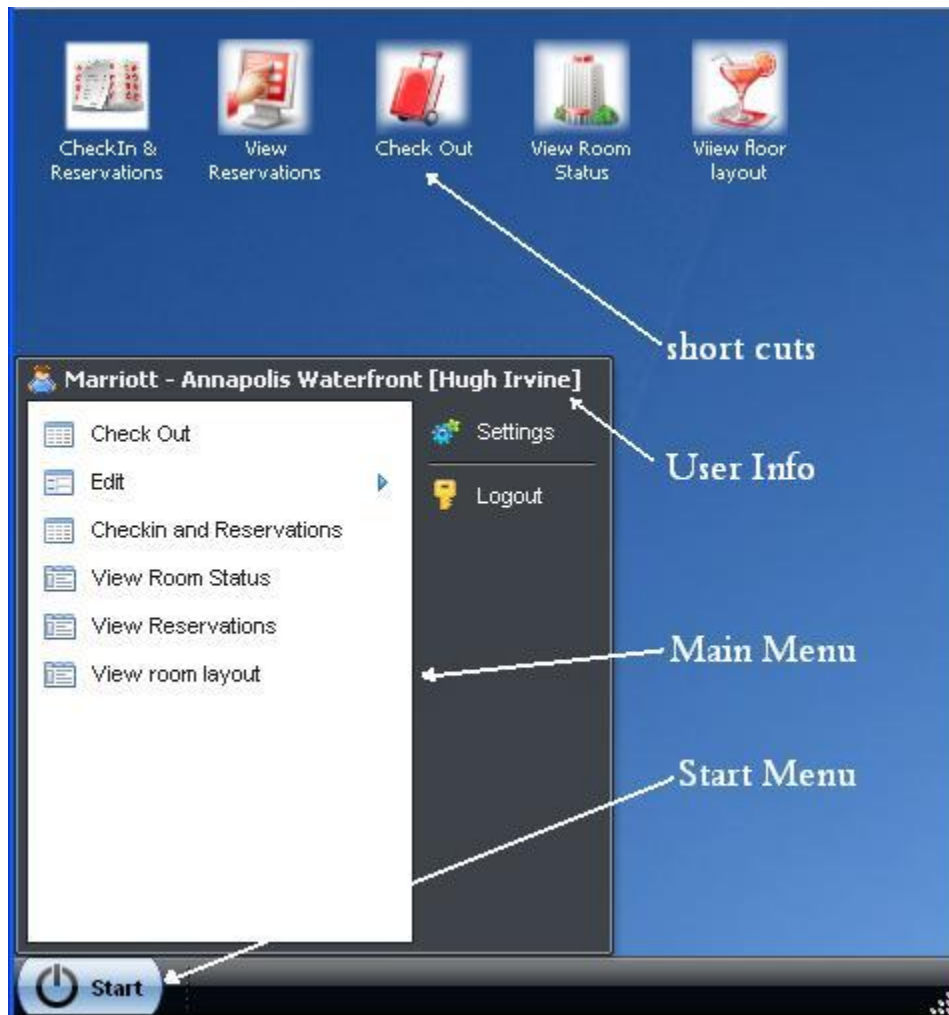 CheckIn &
Reservations
View
Reservations
Check Out
View Room
Status
Viiew floor
layout
short cuts
Marriott - Annapolis Waterfront [Hugh Irvine]
Check Out
Settings
User Info
Edit
Logout
Checkin and Reservations
View Room Status
View Reservations
Main Menu
View room layout
Start Menu
Start